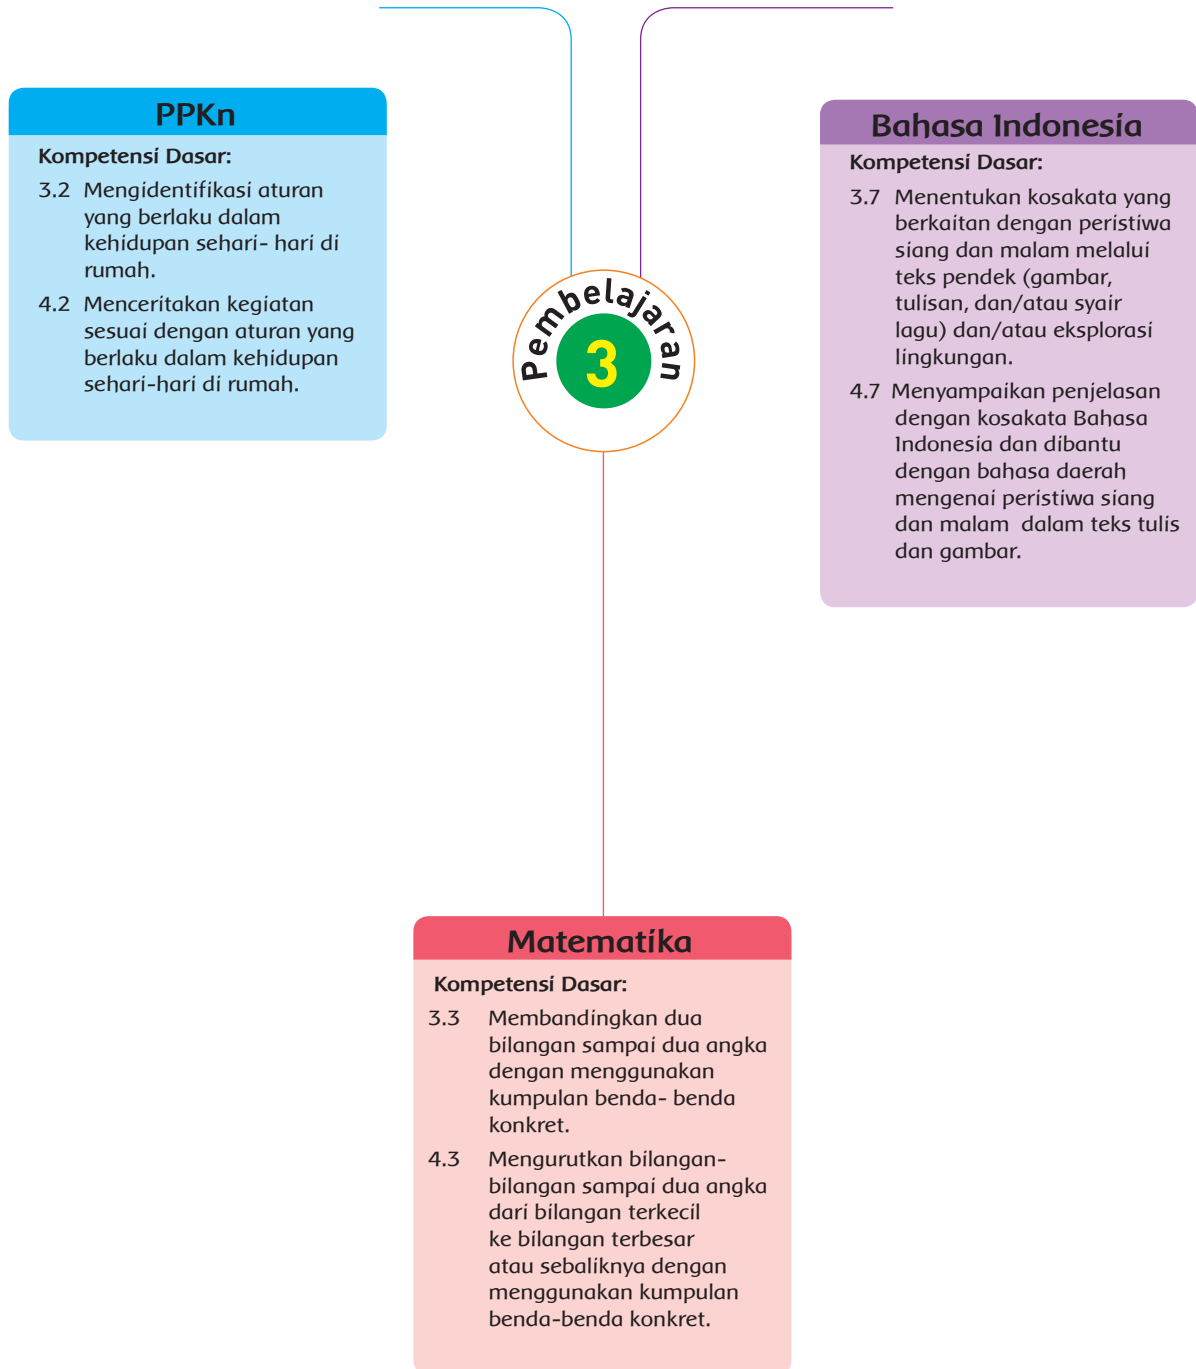 PPKn
Kompetensi Dasar:
3.2 Mengidentifikasi aturan
yang berlaku dalam
kehidupan sehari- hari di
rumah.
4.2 Menceritakan kegiatan
sesuai dengan aturan yang
berlaku dalam kehidupan
sehari-hari di rumah.
Pembelajaran
3
Bahasa Indonesia
Kompetensi Dasar:
3.7 Menentukan kosakata yang
berkaitan dengan peristiwa
siang dan malam melalui
teks pendek (gambar,
tulisan, dan/atau syair
lagu) dan/atau eksplorasi
lingkungan.
4.7 Menyampaikan penjelasan
dengan kosakata Bahasa
Indonesia dan dibantu
dengan bahasa daerah
mengenai peristiwa siang
dan malam dalam teks tulis
dan gambar.
Matematika
Kompetensi Dasar:
3.3 Membandingkan dua
bilangan sampai dua angka
dengan menggunakan
kumpulan benda- benda
konkret.
4.3 Mengurutkan bilangan-
bilangan sampai dua angka
dari bilangan terkecil
ke bilangan terbesar
atau sebaliknya dengan
menggunakan kumpulan
benda-benda konkret.